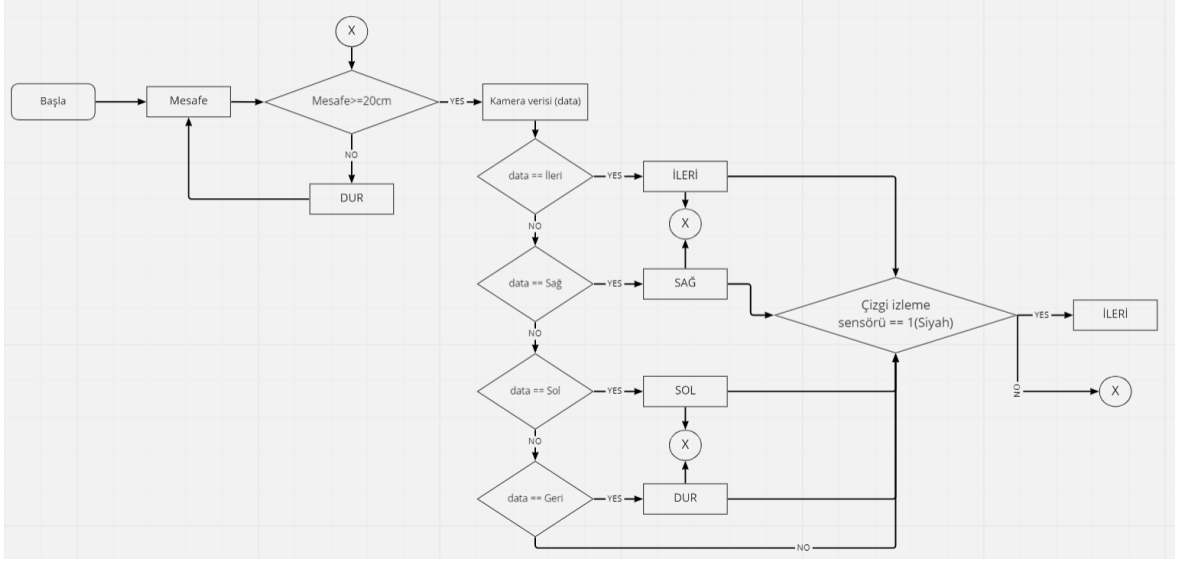 X
Başla
Mesafe
Mesafe>=20cm
YES
Kamera verisi (data)
NO
DUR
data == İleri
YES
İLERİ
X
NO
data == Sağ
YES
SAĞ
Çizgi izleme
sensörü == 1(Siyah)
YES
İLERİ
NO
X
NO
data == Sol
YES
SOL
NO
X
data == Geri
YES
DUR
NO